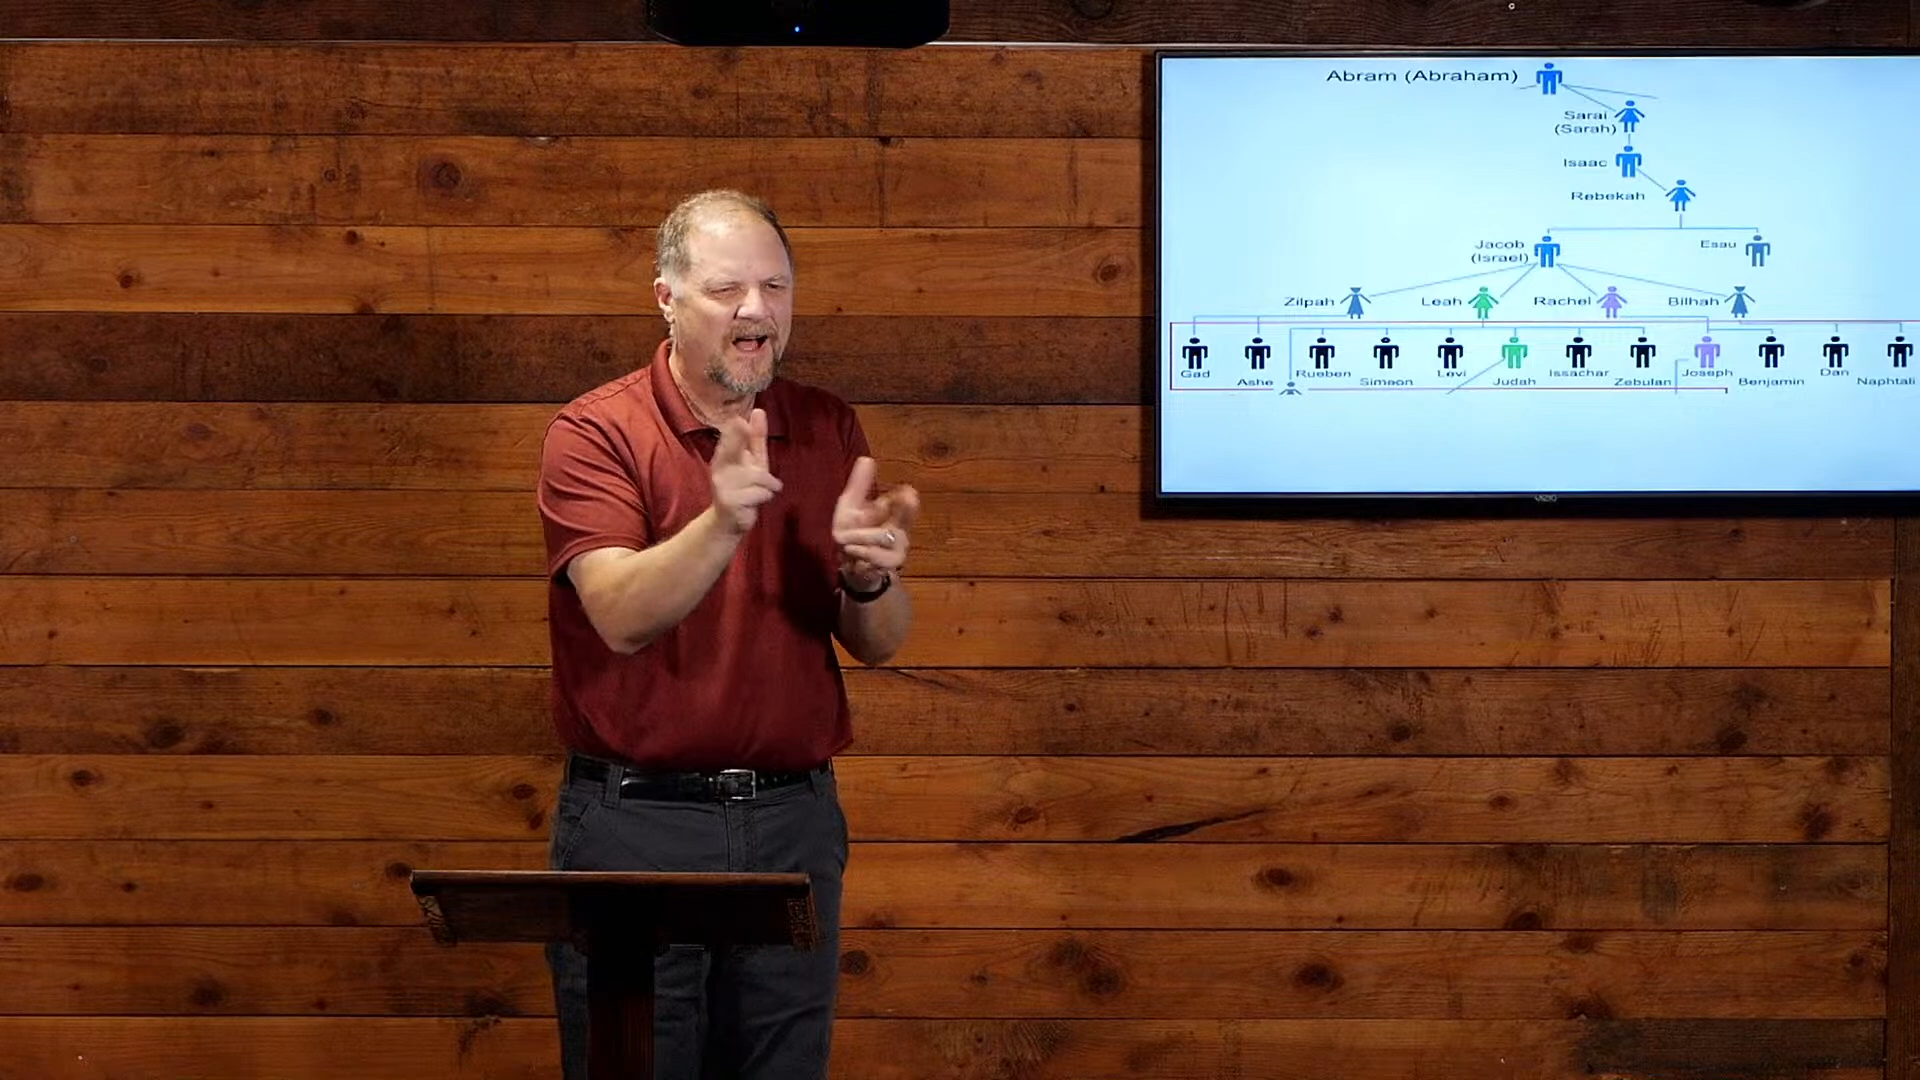 Abram (Abraham)
Sarai
(Sarah)
Isaac
Rebekah
Jacob
(Israel)
Esau
Zilpah
Leah
Rachel
Bilhah
Gad
Ashe
Rueben
Simeon
Levi
Judah
Issachar
Zebulan
Joseph
Benjamin
Dan
Naphtali
VIZIO